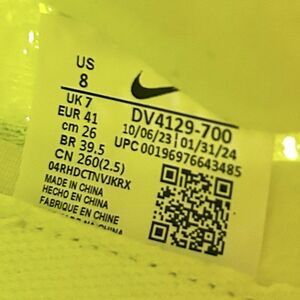 US
8
UK 7
EUR 41
cm 26
BR 39.5
CN 260(2.5)
04RHDCTNVJKRX
MADE IN CHINA
HECHO EN CHINA
FABRIQUE EN CHINE
DV4129-700
10/06/23 | 01/31/24
UPC 00196976643485